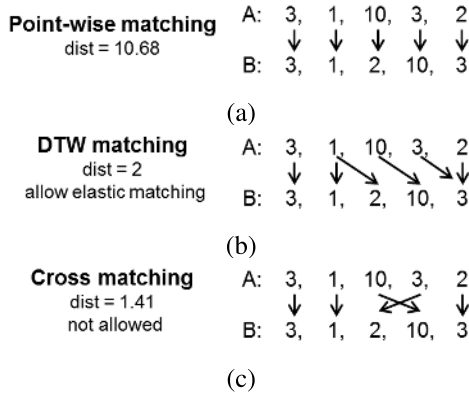 Point-wise matching
dist = 10.68
A: 3, 1, 10, 3, 2
B: 3, 1, 2, 10, 3
(a)
DTW matching
dist = 2
allow elastic matching
A: 3, 1, 10, 3, 2
B: 3, 1, 2, 10, 3
(b)
Cross matching
dist = 1.41
not allowed
A: 3, 1, 10, 3, 2
B: 3, 1, 2, 10, 3
(c)